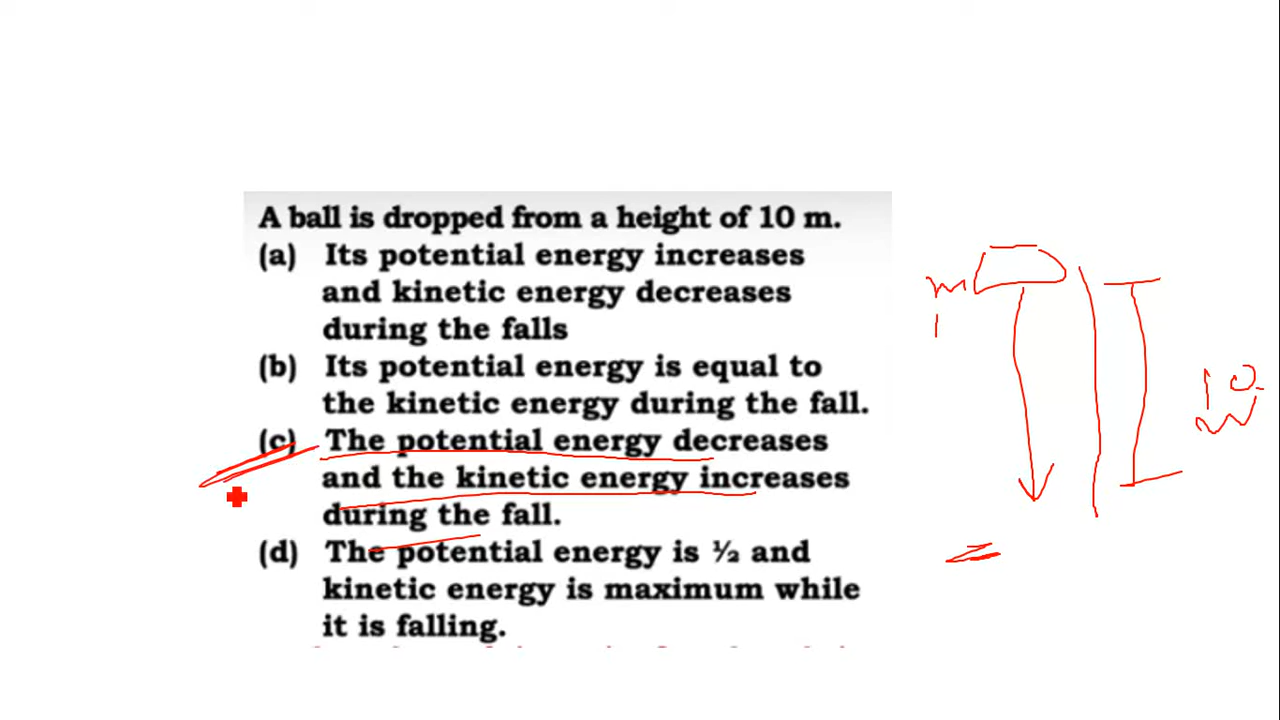 A ball is dropped from a height of 10 m.
(a) Its potential energy increases
and kinetic energy decreases
during the falls
(b) Its potential energy is equal to
the kinetic energy during the fall.
(c) The potential energy decreases
and the kinetic energy increases
during the fall.
(d) The potential energy is ½ and
kinetic energy is maximum while
it is falling.
m
10